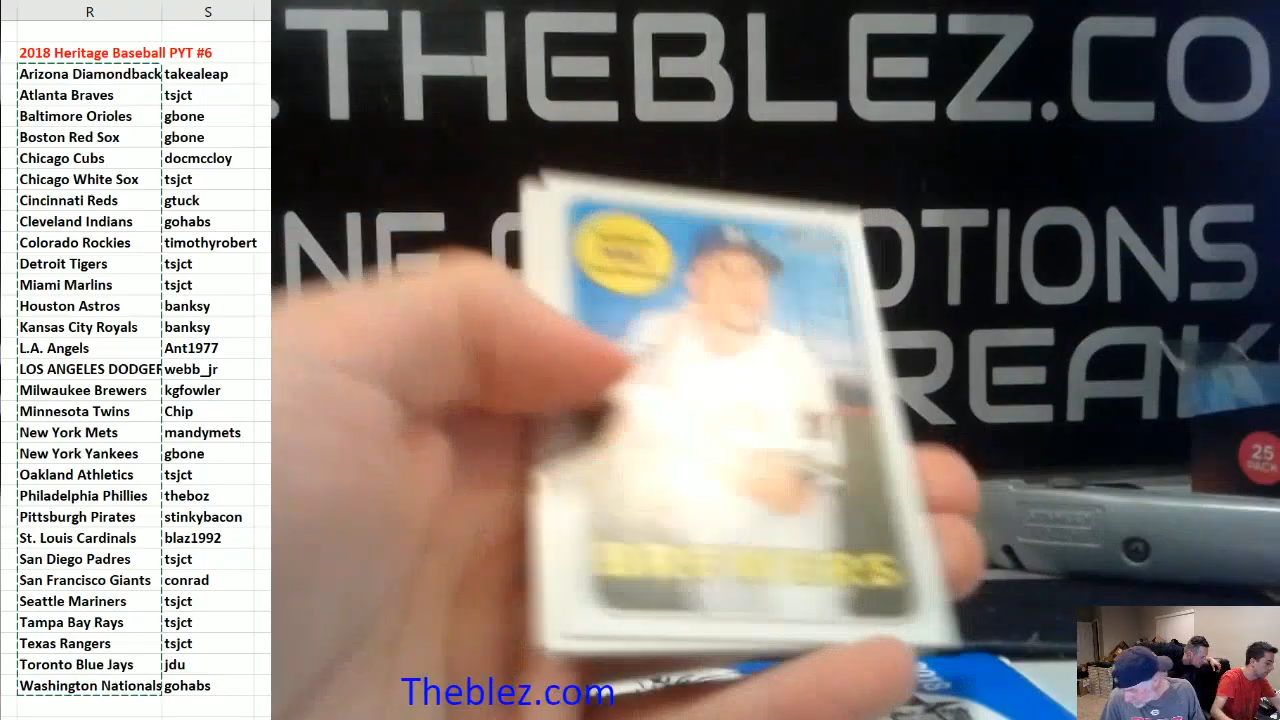 R S
2018 Heritage Baseball PYT #6
Arizona Diamondback takealeap
Atlanta Braves tsjct
Baltimore Orioles gbone
Boston Red Sox gbone
Chicago Cubs docmccloy
Chicago White Sox tsjct
Cincinnati Reds gtuck
Cleveland Indians gohabs
Colorado Rockies timothyrobert
Detroit Tigers tsjct
Miami Marlins tsjct
Houston Astros banksy
Kansas City Royals banksy
L.A. Angels Ant1977
LOS ANGELES DODGER webb_jr
Milwaukee Brewers kgfowler
Minnesota Twins Chip
New York Mets mandymets
New York Yankees gbone
Oakland Athletics tsjct
Philadelphia Phillies theboz
Pittsburgh Pirates stinkybacon
St. Louis Cardinals blaz1992
San Diego Padres tsjct
San Francisco Giants conrad
Seattle Mariners tsjct
Tampa Bay Rays tsjct
Texas Rangers tsjct
Toronto Blue Jays jdu
Washington Nationals gohabs
.THEBLEZ.CO
NE OTIONS
REAK
25
PACK
Theblez.com